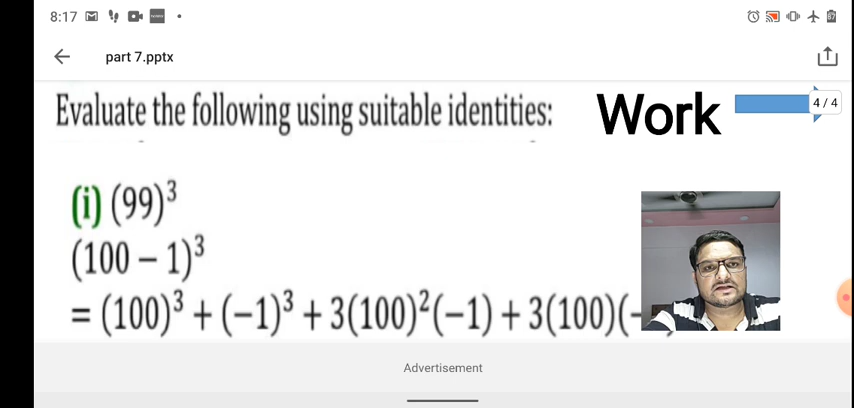 8:17
part 7.pptx
Evaluate the following using suitable identities:
Work
4 / 4
(i) (99)³
(100 – 1)³
= (100)³ + (−1)³ + 3(100)²(−1) + 3(100)(−
Advertisement